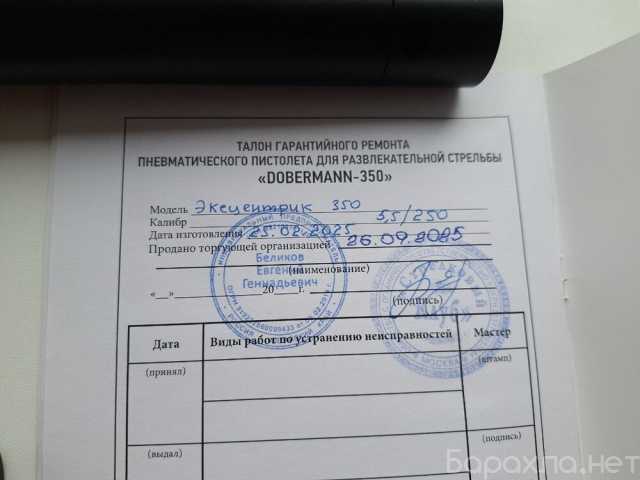 ТАЛОН ГАРАНТИЙНОГО РЕМОНТА
ПНЕВМАТИЧЕСКОГО ПИСТОЛЕТА ДЛЯ РАЗВЛЕКАТЕЛЬНОЙ СТРЕЛЬБЫ
«DOBERMANN-350»
Модель Эксцентрик 350
Калибр 5,5/250
Дата изготовления 25.02.2025
Продано торгующей организацией 26.09.2025
(наименование)
Беликов
Евгений
Геннадьевич
«__»__________ 20___г.
(подпись)
Дата Виды работ по устранению неисправностей Мастер
(принял) (штамп)
(подпись)
(выдал)
Барахла.нет